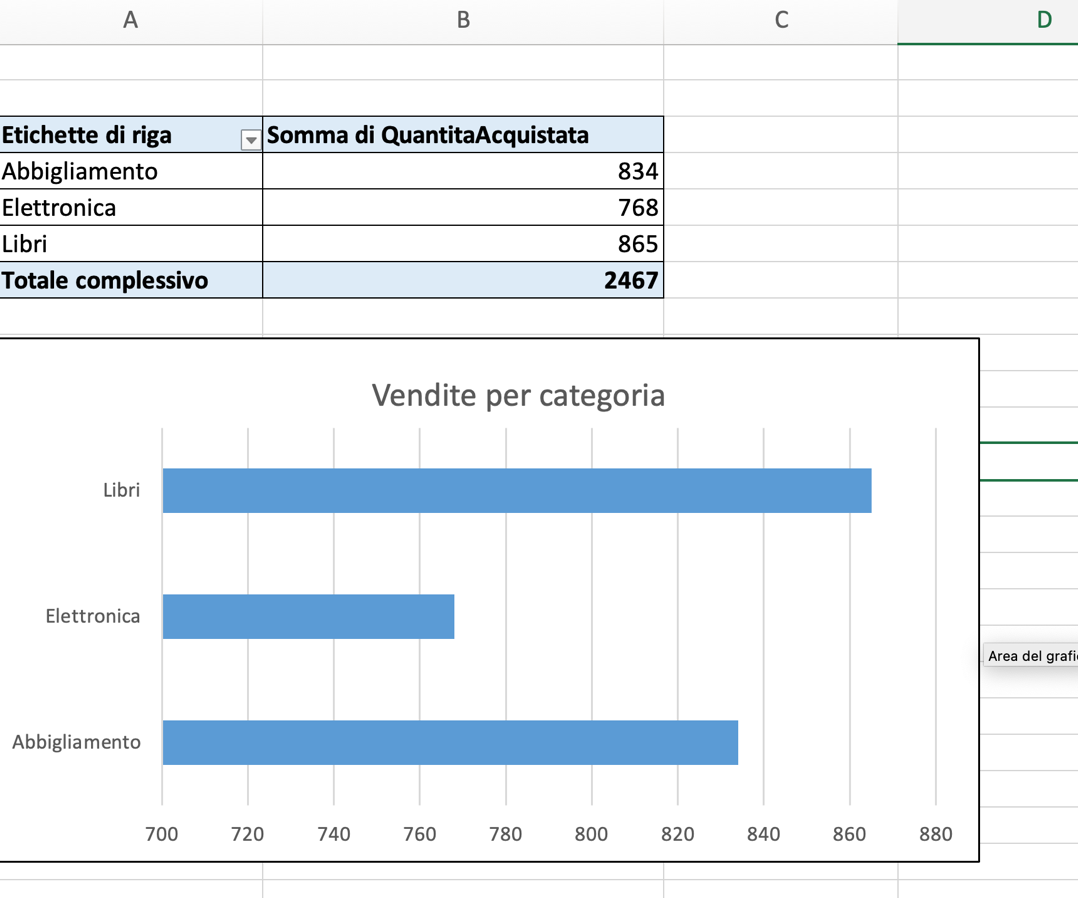 A B C D
Etichette di riga Somma di QuantitaAcquistata
Abbigliamento 834
Elettronica 768
Libri 865
Totale complessivo 2467
Vendite per categoria
Libri
Elettronica
Area del grafi
Abbigliamento
700 720 740 760 780 800 820 840 860 880